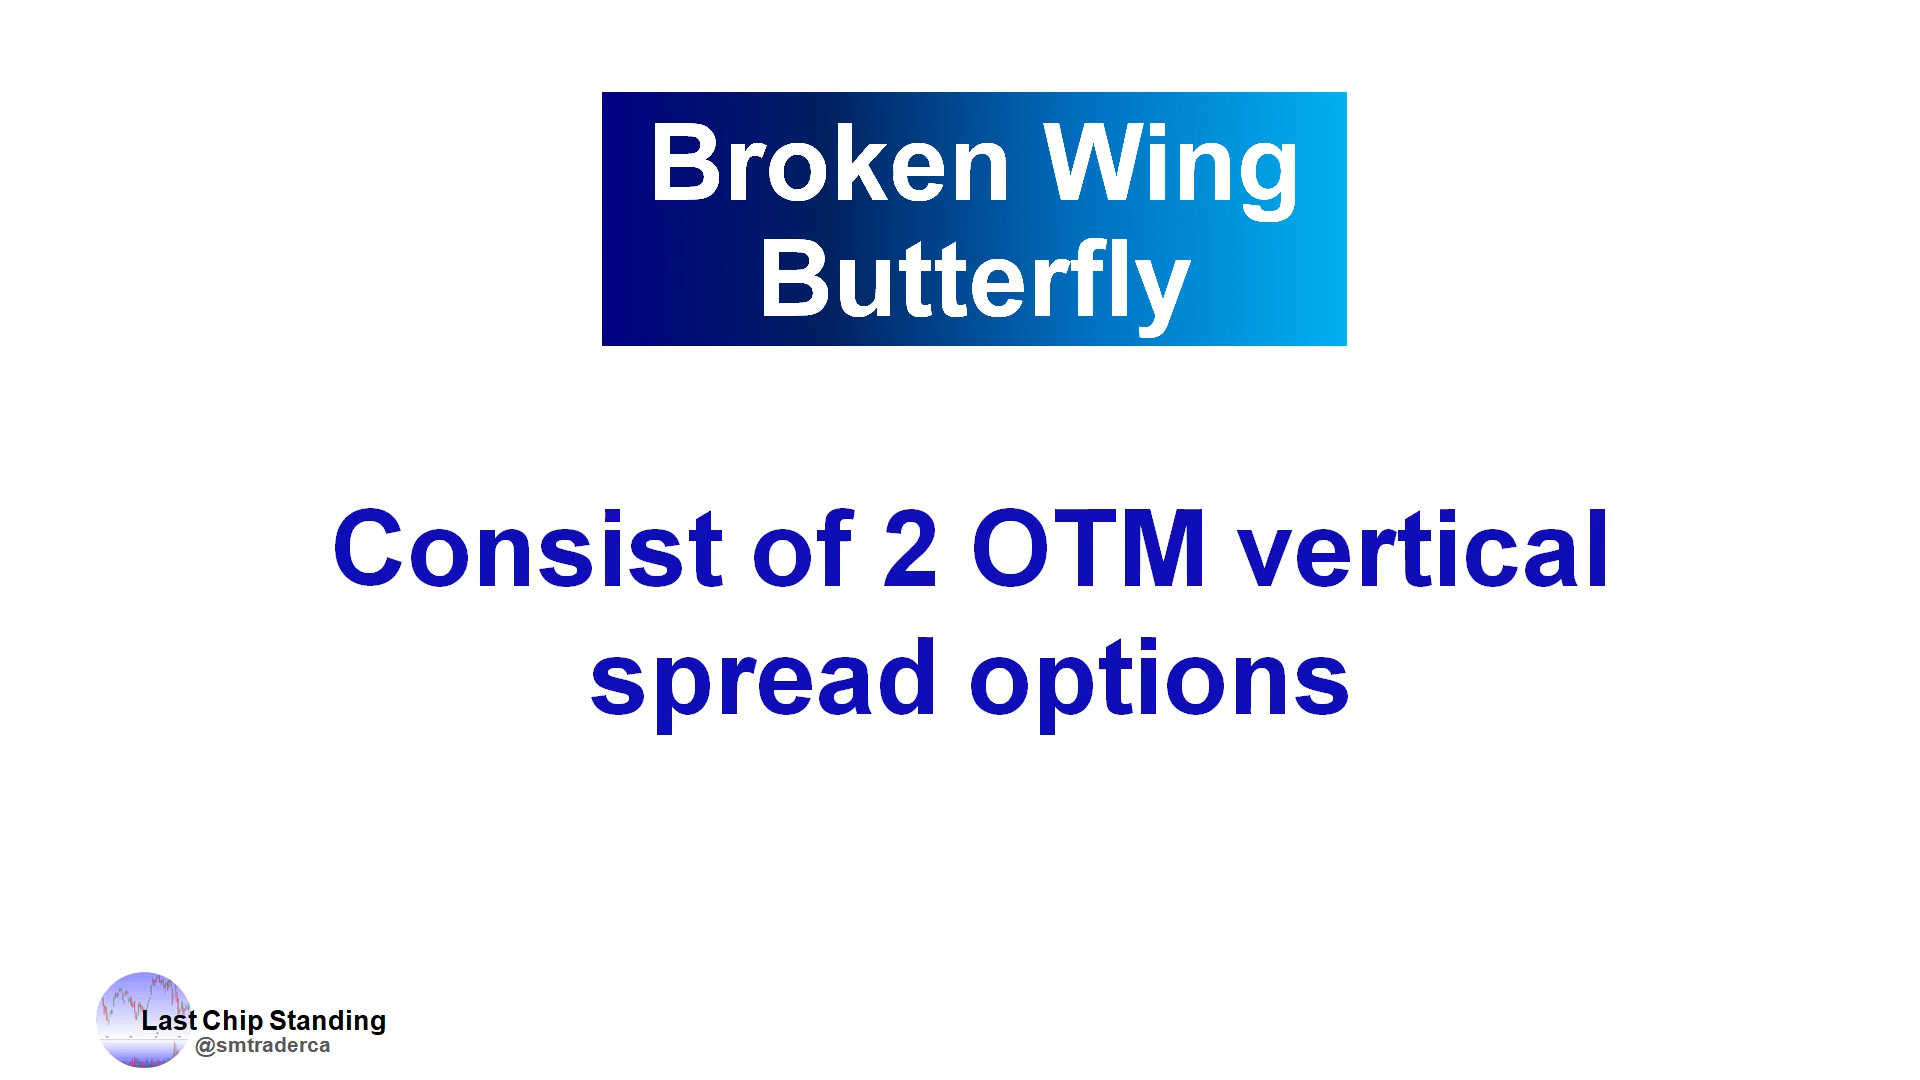 Broken Wing
Butterfly
Consist of 2 OTM vertical
spread options
Last Chip Standing
@smtraderca